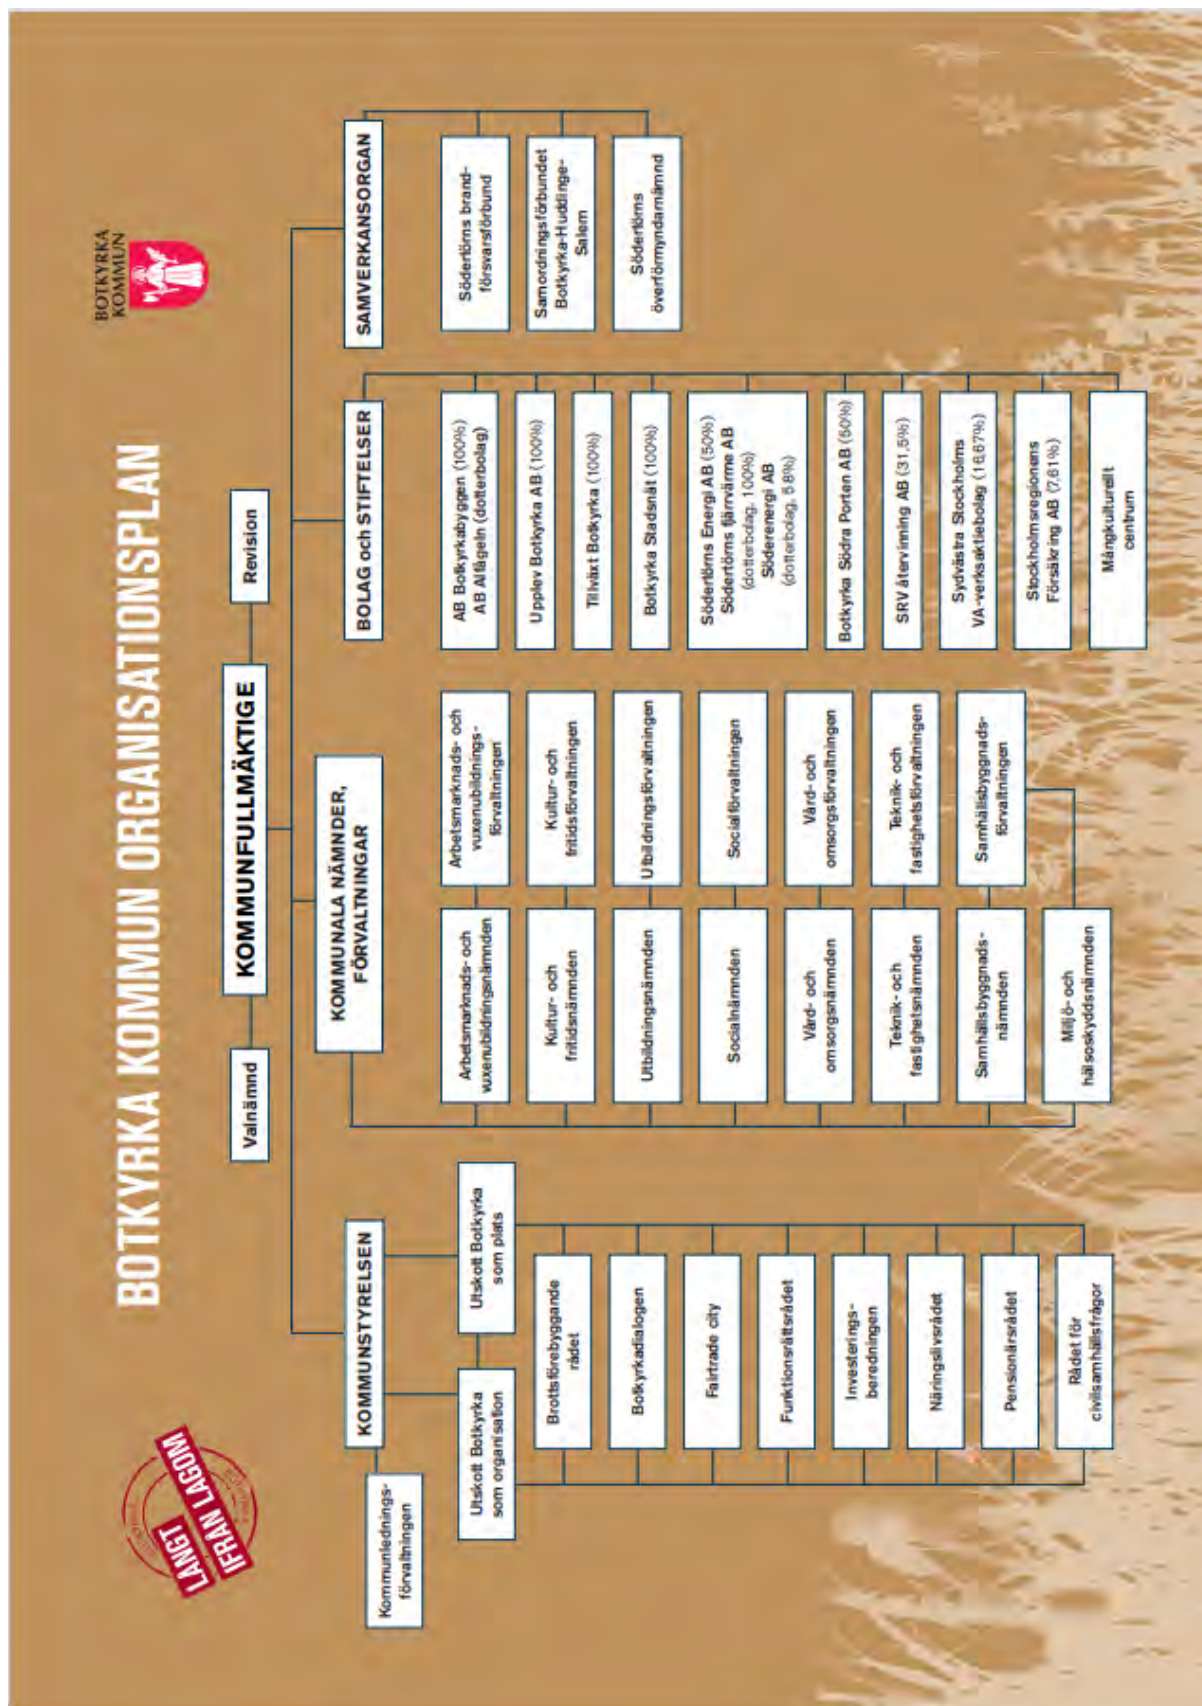 BOTKYRKA KOMMUN ORGANISATIONSPLAN
LÅNGT
IFRÅN LAGOM
BOTKYRKA
KOMMUN
Valnämnd
KOMMUNFULLMÄKTIGE
Revision
KOMMUNSTYRELSEN
Kommunlednings-
förvaltningen
Utskott Botkyrka
som organisation
Utskott Botkyrka
som plats
Brottsförebyggande
rådet
Botkyrkadialogen
Fairtrade city
Funktionsrättsrådet
Investerings-
beredningen
Näringslivsrådet
Pensionärsrådet
Rådet för
civilsamhällsfrågor
KOMMUNALA NÄMNDER,
FÖRVALTNINGAR
Arbetsmarknads- och
vuxenubildningsnämnden
Arbetsmarknads- och
vuxenubildnings-
förvaltningen
Kultur- och
fritidsnämnden
Kultur- och
fritidsförvaltningen
Utbildningsnämnden
Utbildningsförvaltningen
Socialnämnden
Socialförvaltningen
Vård- och
omsorgsnämnden
Vård- och
omsorgsförvaltningen
Teknik- och
fastighetsnämnden
Teknik- och
fastighetsförvaltningen
Samhällsbyggnads-
nämnden
Samhällsbyggnads-
förvaltningen
Miljö- och
hälsoskyddsnämnden
BOLAG OCH STIFTELSER
AB Botkyrkabyggen (100%)
AB Alfågeln (dotterbolag)
Upplev Botkyrka AB (100%)
Tillväxt Botkyrka (100%)
Botkyrka Stadsnät (100%)
Södertörns Energi AB (50%)
Södertörns fjärrvärme AB
(dotterbolag, 100%)
Söderenergi AB
(dotterbolag, 58%)
Botkyrka Södra Porten AB (50%)
SRV återvinning AB (31,5%)
Sydvästra Stockholms
VA-verksaktiebolag (16,67%)
Stockholmsregionens
Försäkring AB (7,61%)
Mångkulturellt
centrum
SAMVERKANSORGAN
Södertörns brand-
försvarsförbund
Samordningsförbundet
Botkyrka-Huddinge-
Salem
Södertörns
överförmyndarnämnd